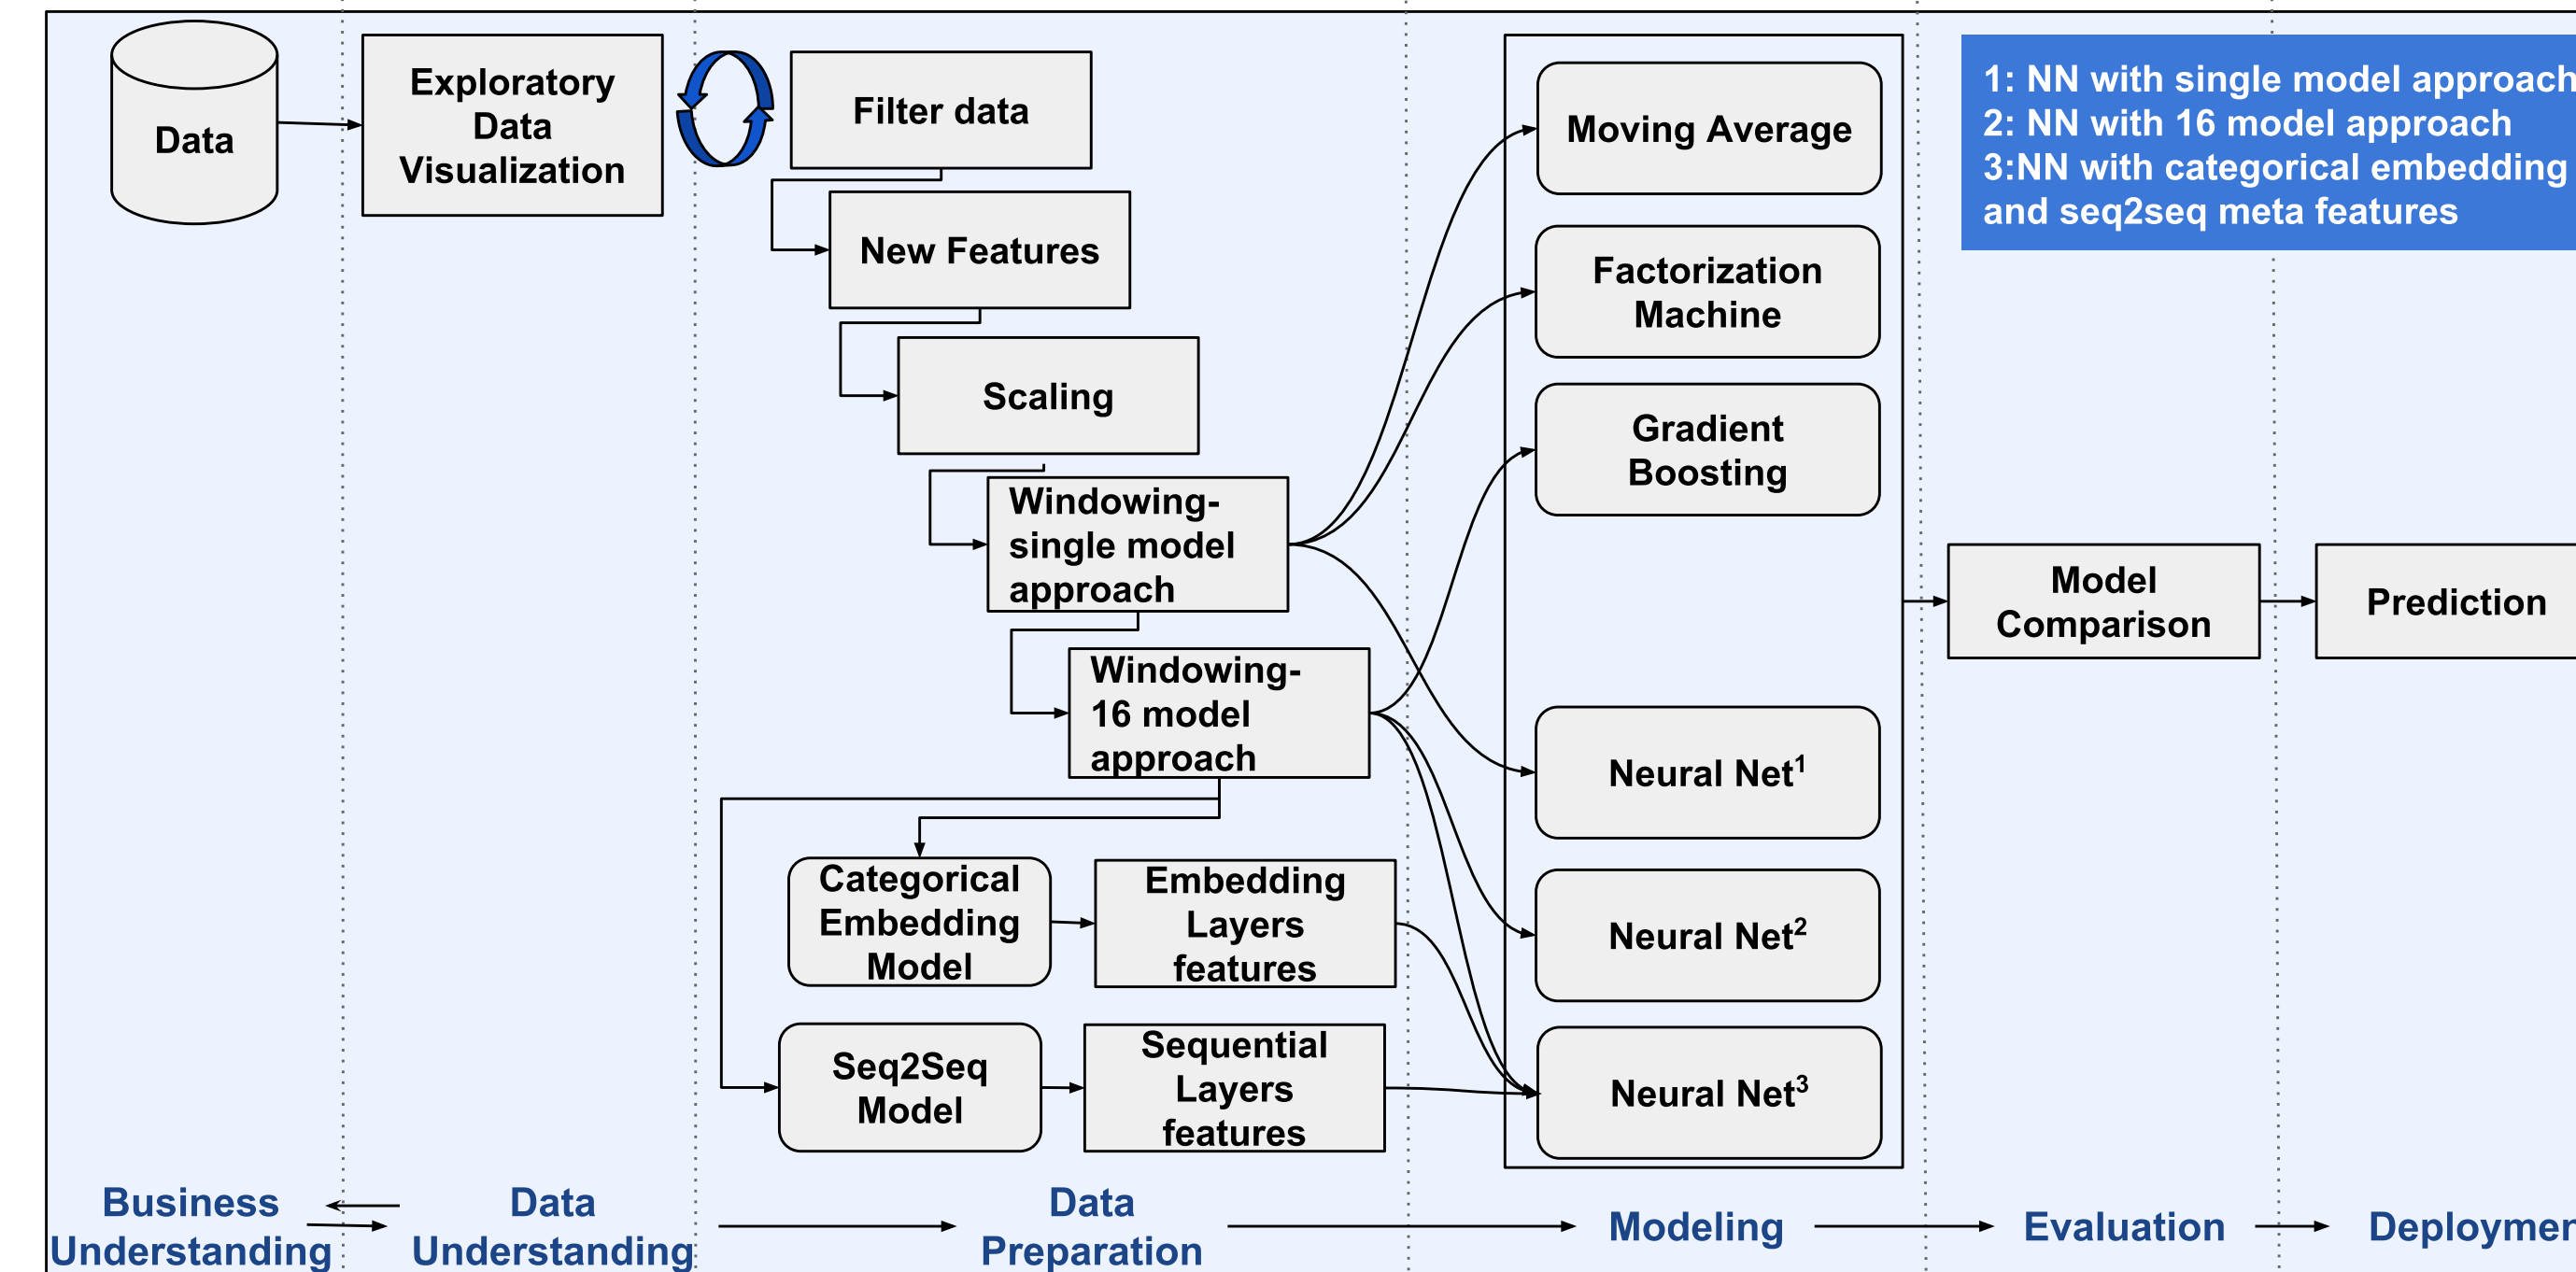 Data
Exploratory
Data
Visualization
Filter data
New Features
Scaling
Windowing-
single model
approach
Windowing-
16 model
approach
Categorical
Embedding
Model
Embedding
Layers
features
Seq2Seq
Model
Sequential
Layers
features
Moving Average
Factorization
Machine
Gradient
Boosting
Neural Net¹
Neural Net²
Neural Net³
1: NN with single model approach
2: NN with 16 model approach
3:NN with categorical embedding
and seq2seq meta features
Model
Comparison
Prediction
Business
Understanding
Data
Understanding
Data
Preparation
Modeling
Evaluation
Deploymen